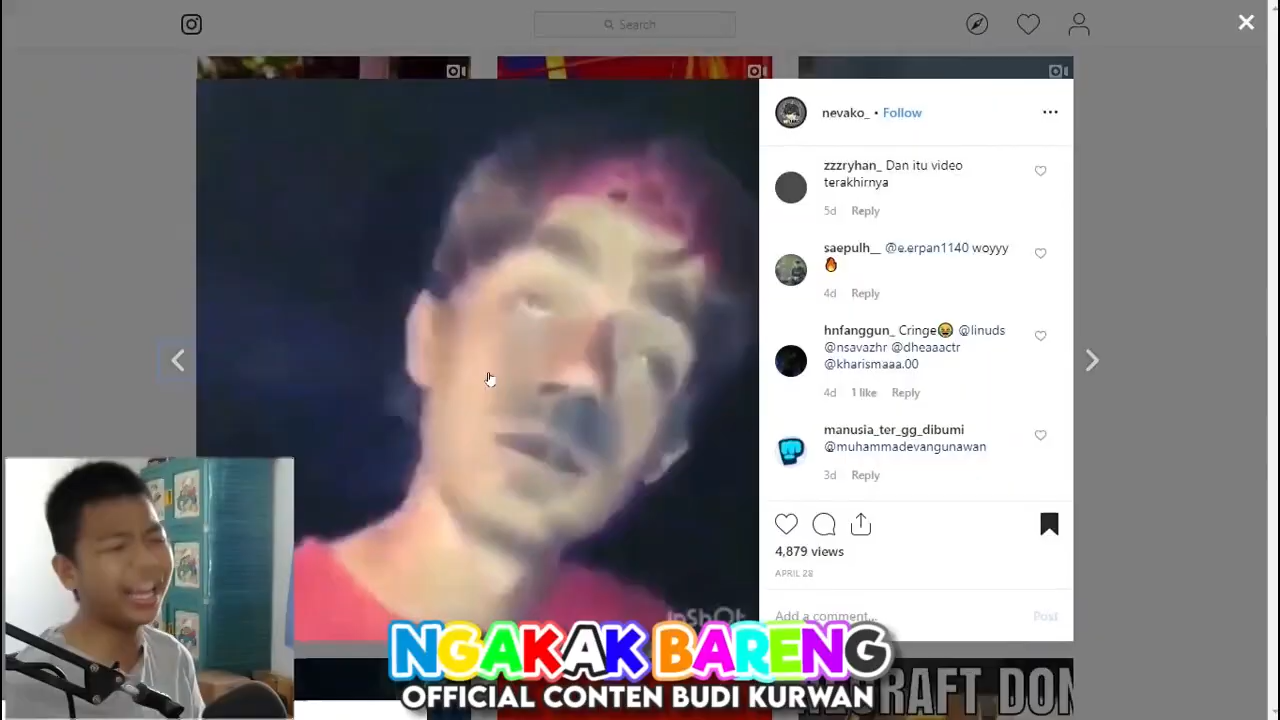 Search
nevako_ • Follow
zzzryhan_ Dan itu video
terakhirnya
5d Reply
saepulh__ @e.erpan1140 woyyy
4d Reply
hnfanggun_ Cringe😆 @linuds
@nsavazhr @dheaaactr
@kharismaaa.00
4d 1 like Reply
manusia_ter_gg_dibumi
@muhammadevangunawan
3d Reply
4,879 views
APRIL 28
Add a comment...
Post
InShOt
NGAKAK BARENG
OFFICIAL CONTEN BUDI KURWAN